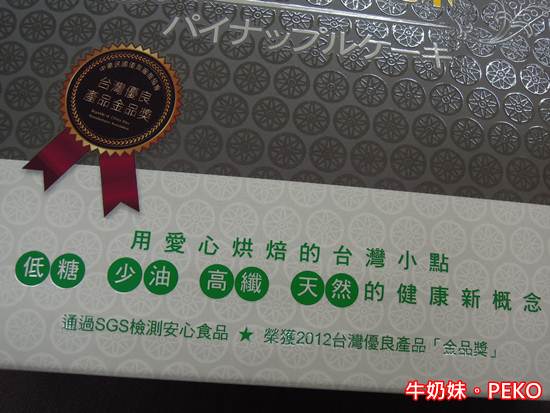 パイナップルケーキ
台灣優良
產品金品獎
用愛心烘焙的台灣小點
低糖 少油 高纖 天然的健康新概念
通過SGS檢測安心食品 ★ 榮獲2012台灣優良產品「金品獎」
牛奶妹。PEKO